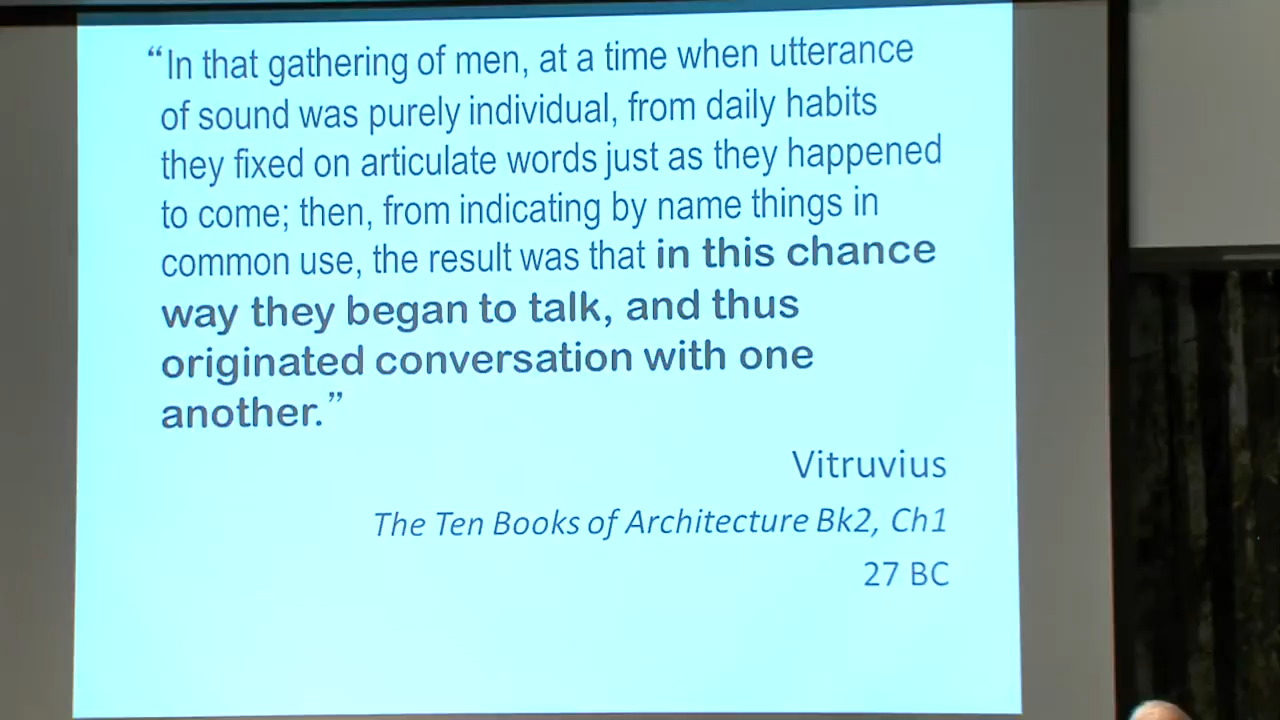 “In that gathering of men, at a time when utterance
of sound was purely individual, from daily habits
they fixed on articulate words just as they happened
to come; then, from indicating by name things in
common use, the result was that in this chance
way they began to talk, and thus
originated conversation with one
another.”
Vitruvius
The Ten Books of Architecture Bk2, Ch1
27 BC